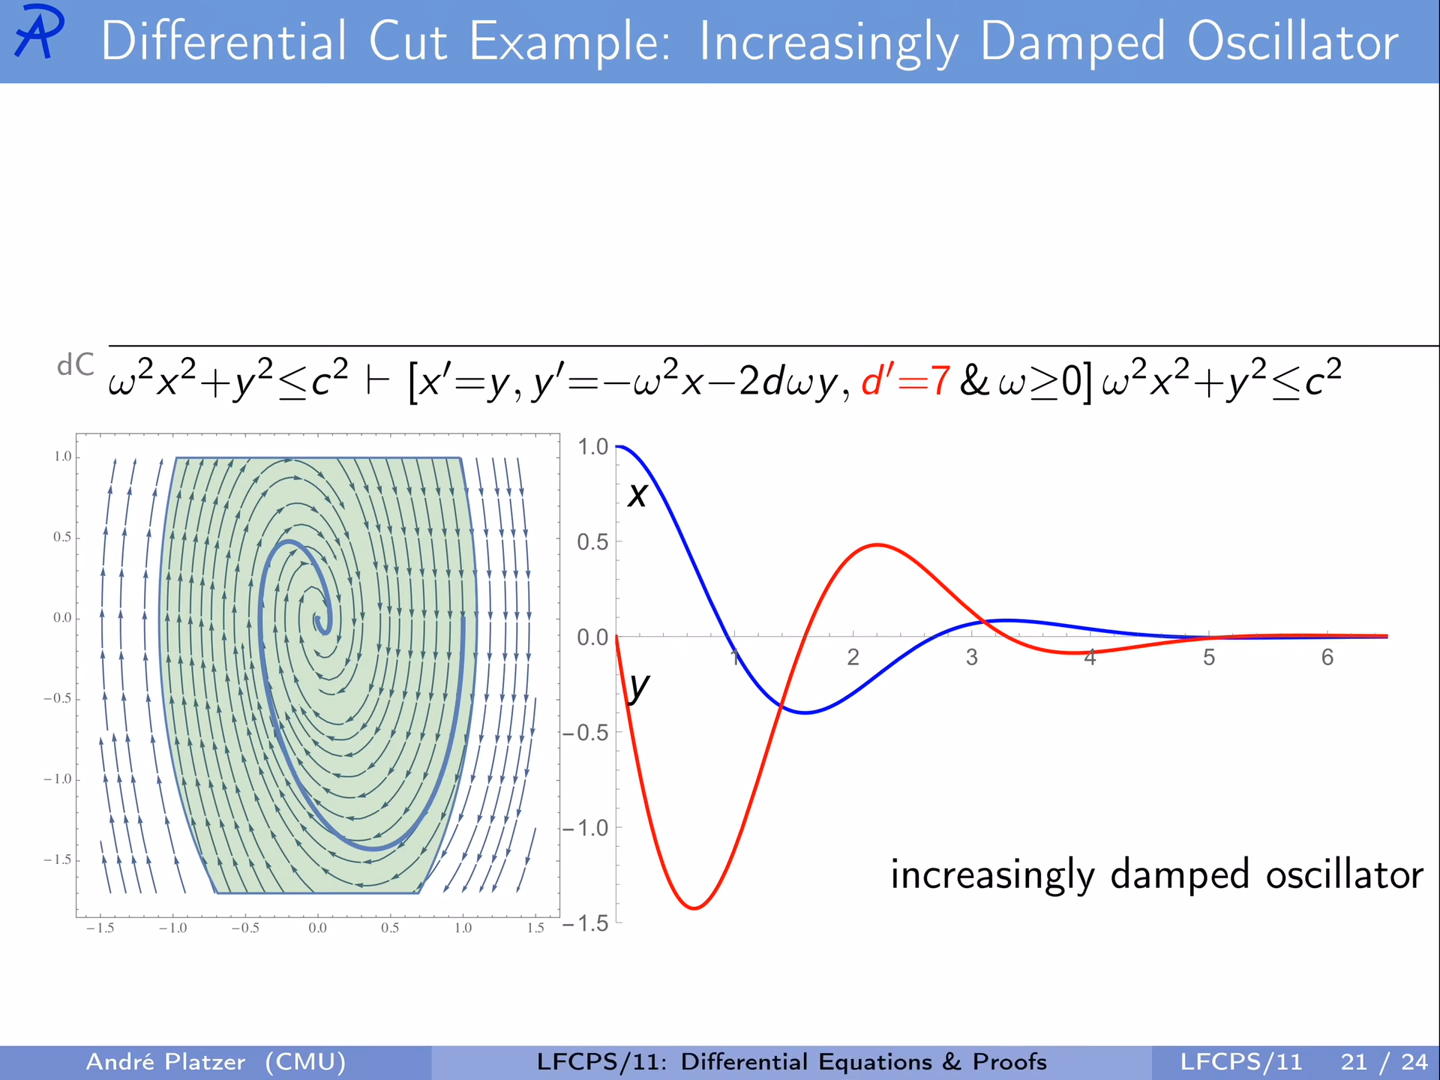 Differential Cut Example: Increasingly Damped Oscillator
dC
ω²x²+y²≤c² ⊢ [x′=y, y′=−ω²x−2dωy, d′=7 & ω≥0] ω²x²+y²≤c²
1.0
0.5
0.0
−0.5
−1.0
−1.5
−1.5 −1.0 −0.5 0.0 0.5 1.0 1.5
1.0
x
0.5
0.0
1 2 3 4 5 6
y
−0.5
−1.0
−1.5
increasingly damped oscillator
André Platzer (CMU) LFCPS/11: Differential Equations & Proofs LFCPS/11 21 / 24